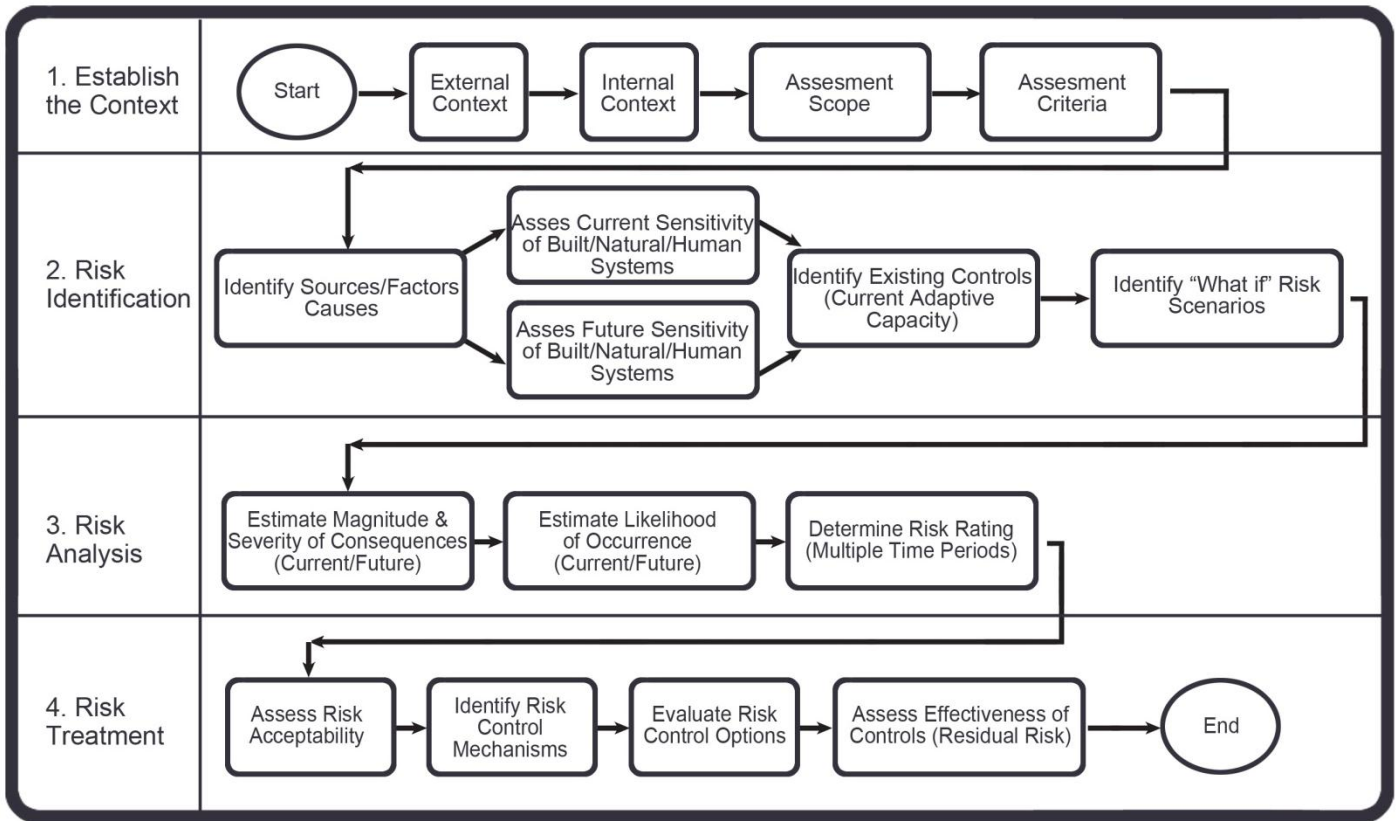 1. Establish
the Context
Start
External
Context
Internal
Context
Assesment
Scope
Assesment
Criteria
2. Risk
Identification
Identify Sources/Factors
Causes
Asses Current Sensitivity
of Built/Natural/Human
Systems
Asses Future Sensitivity
of Built/Natural/Human
Systems
Identify Existing Controls
(Current Adaptive
Capacity)
Identify “What if” Risk
Scenarios
3. Risk
Analysis
Estimate Magnitude &
Severity of Consequences
(Current/Future)
Estimate Likelihood
of Occurrence
(Current/Future)
Determine Risk Rating
(Multiple Time Periods)
4. Risk
Treatment
Assess Risk
Acceptability
Identify Risk
Control
Mechanisms
Evaluate Risk
Control Options
Assess Effectiveness of
Controls (Residual Risk)
End